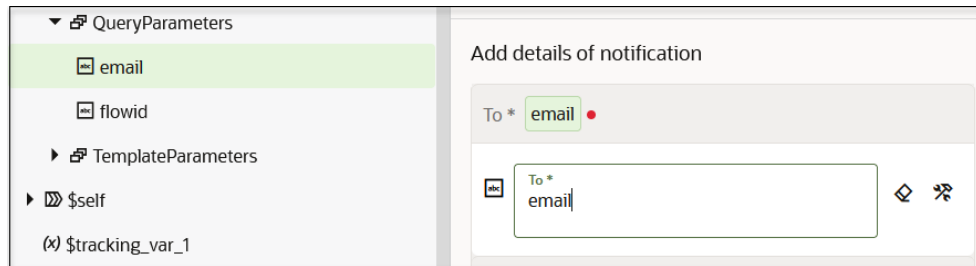 QueryParameters
email
flowid
TemplateParameters
$self
(x) $tracking_var_1
Add details of notification
To * email
To *
email